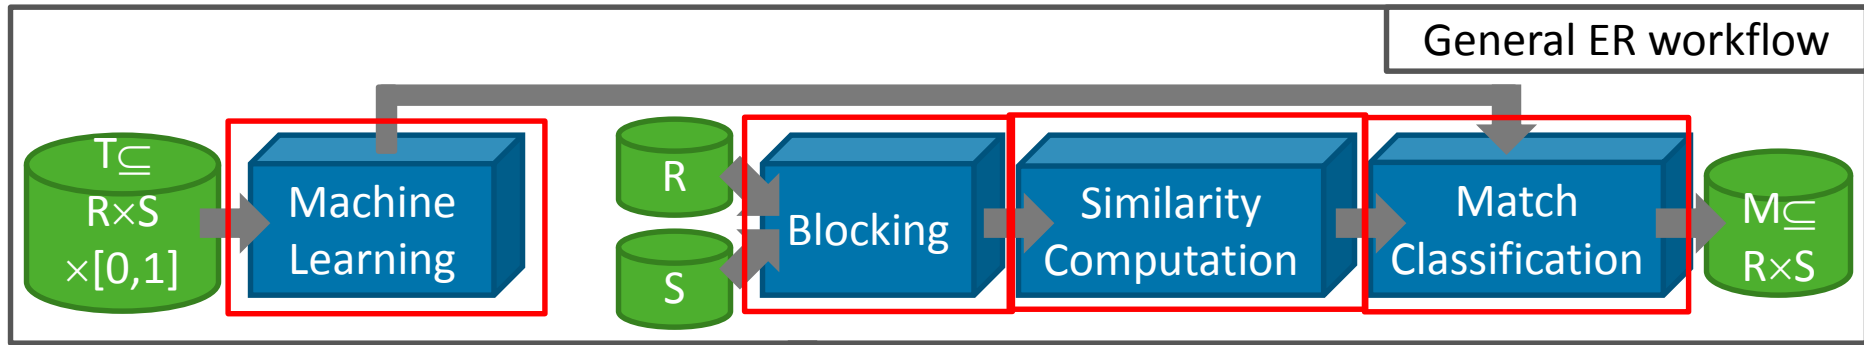 General ER workflow
T⊆
R×S
×[0,1]
Machine
Learning
R
S
Blocking
Similarity
Computation
Match
Classification
M⊆
R×S